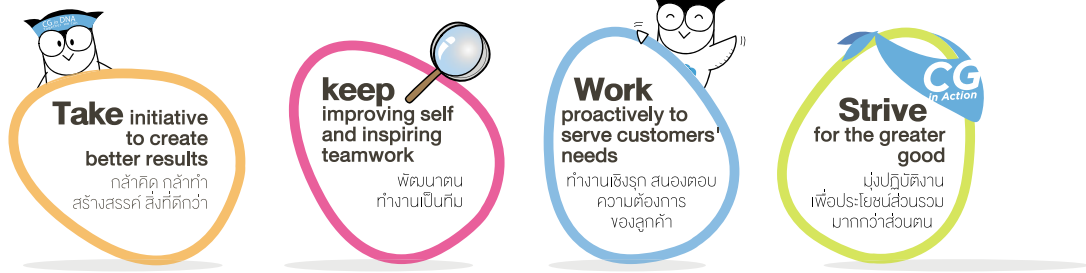 CG in DNA
Take initiative
to create
better results
กล้าคิด กล้าทำ
สร้างสรรค์ สิ่งที่ดีกว่า
keep
improving self
and inspiring
teamwork
พัฒนาตน
ทำงานเป็นทีม
Work
proactively to
serve customers'
needs
ทำงานเชิงรุก สนองตอบ
ความต้องการ
ของลูกค้า
CG
in Action
Strive
for the greater
good
มุ่งปฏิบัติงาน
เพื่อประโยชน์ส่วนรวม
มากกว่าส่วนตน